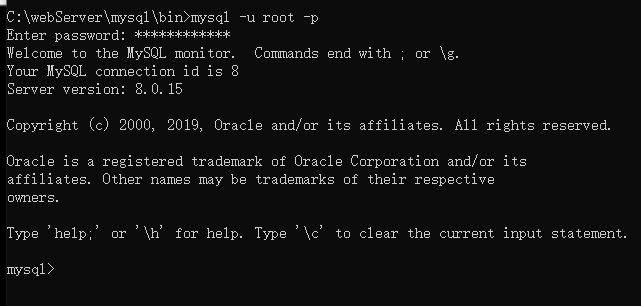 C:\webServer\mysql\bin>mysql -u root -p
Enter password: ************
Welcome to the MySQL monitor.  Commands end with ; or \g.
Your MySQL connection id is 8
Server version: 8.0.15
Copyright (c) 2000, 2019, Oracle and/or its affiliates. All rights reserved.
Oracle is a registered trademark of Oracle Corporation and/or its
affiliates. Other names may be trademarks of their respective
owners.
Type 'help;' or '\h' for help. Type '\c' to clear the current input statement.
mysql>